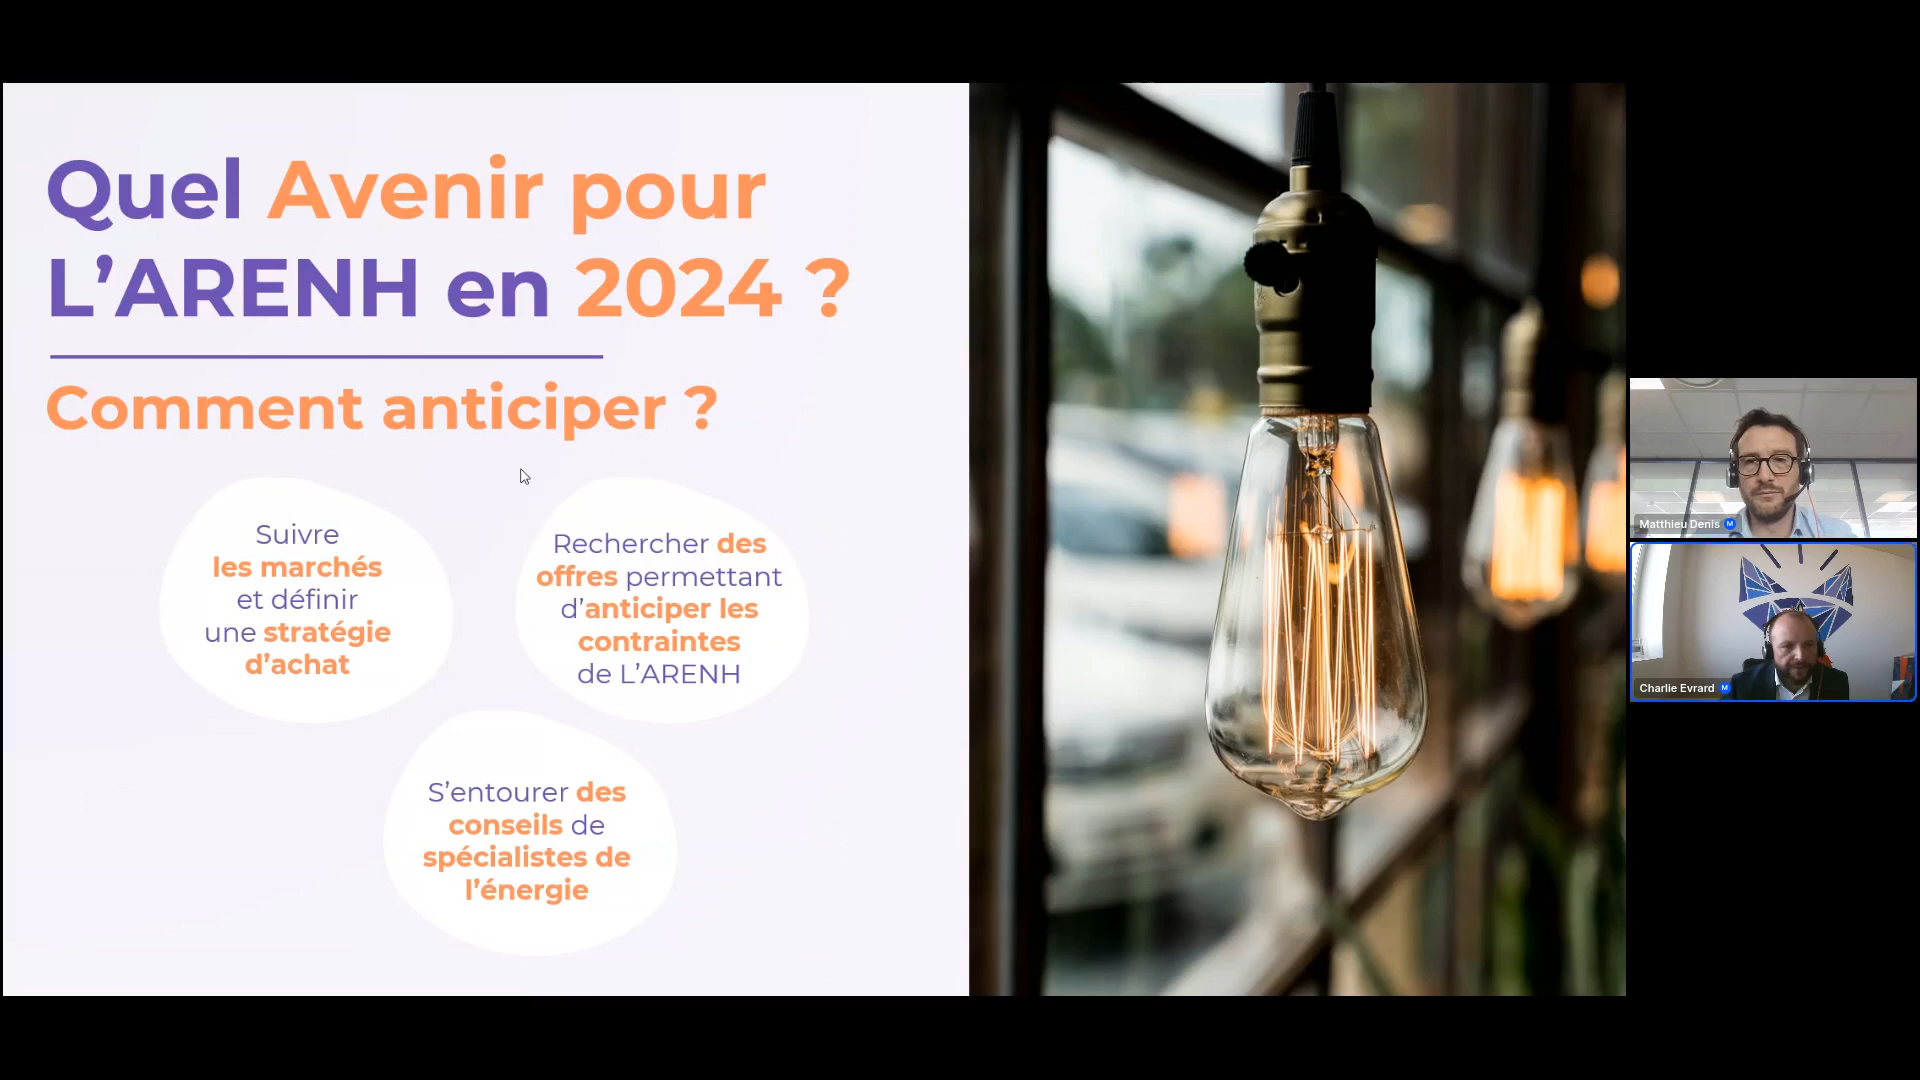 Quel Avenir pour
L’ARENH en 2024 ?
Comment anticiper ?
Suivre
les marchés
et définir
une stratégie
d’achat
Rechercher des
offres permettant
d’anticiper les
contraintes
de L’ARENH
S’entourer des
conseils de
spécialistes de
l’énergie
Matthieu Denis M
Charlie Evrard M